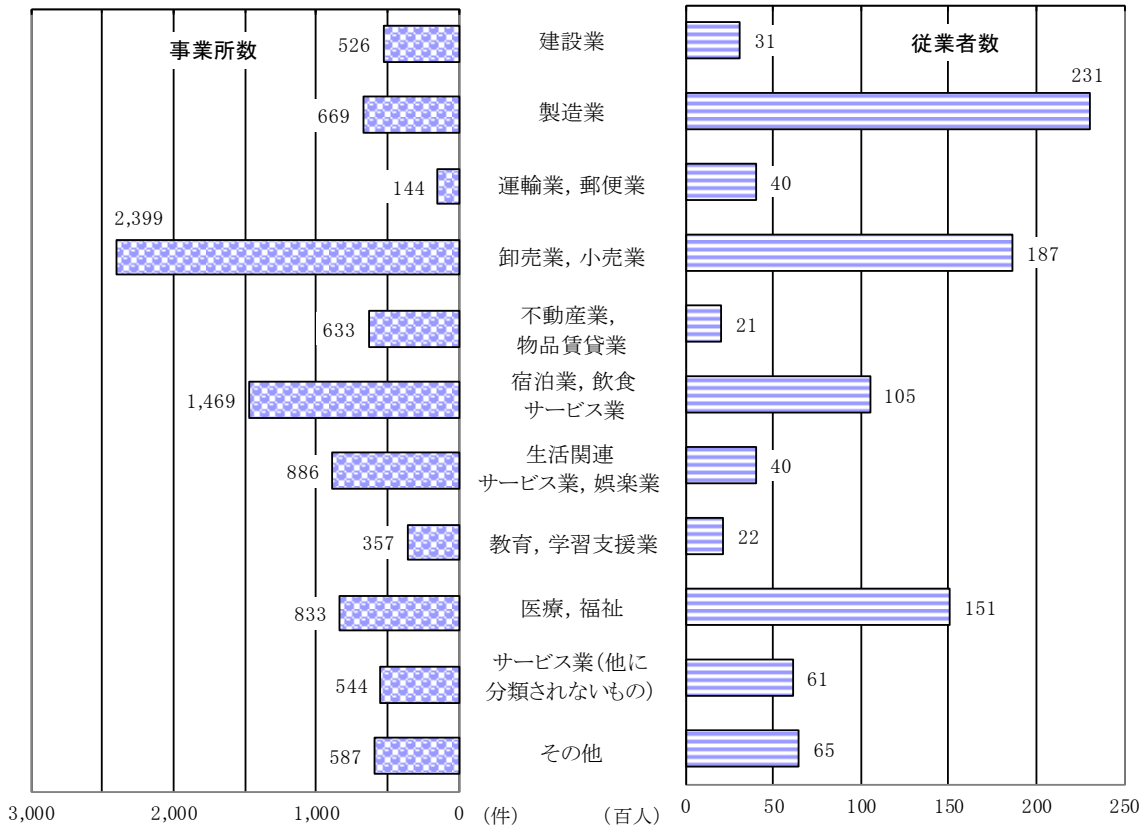 事業所数
従業者数
526
建設業
31
669
製造業
231
144
運輸業, 郵便業
40
2,399
卸売業, 小売業
187
633
不動産業,
物品賃貸業
21
1,469
宿泊業, 飲食
サービス業
105
886
生活関連
サービス業, 娯楽業
40
357
教育, 学習支援業
22
833
医療, 福祉
151
544
サービス業(他に
分類されないもの)
61
587
その他
65
3,000 2,000 1,000 0 (件) (百人) 0 50 100 150 200 250